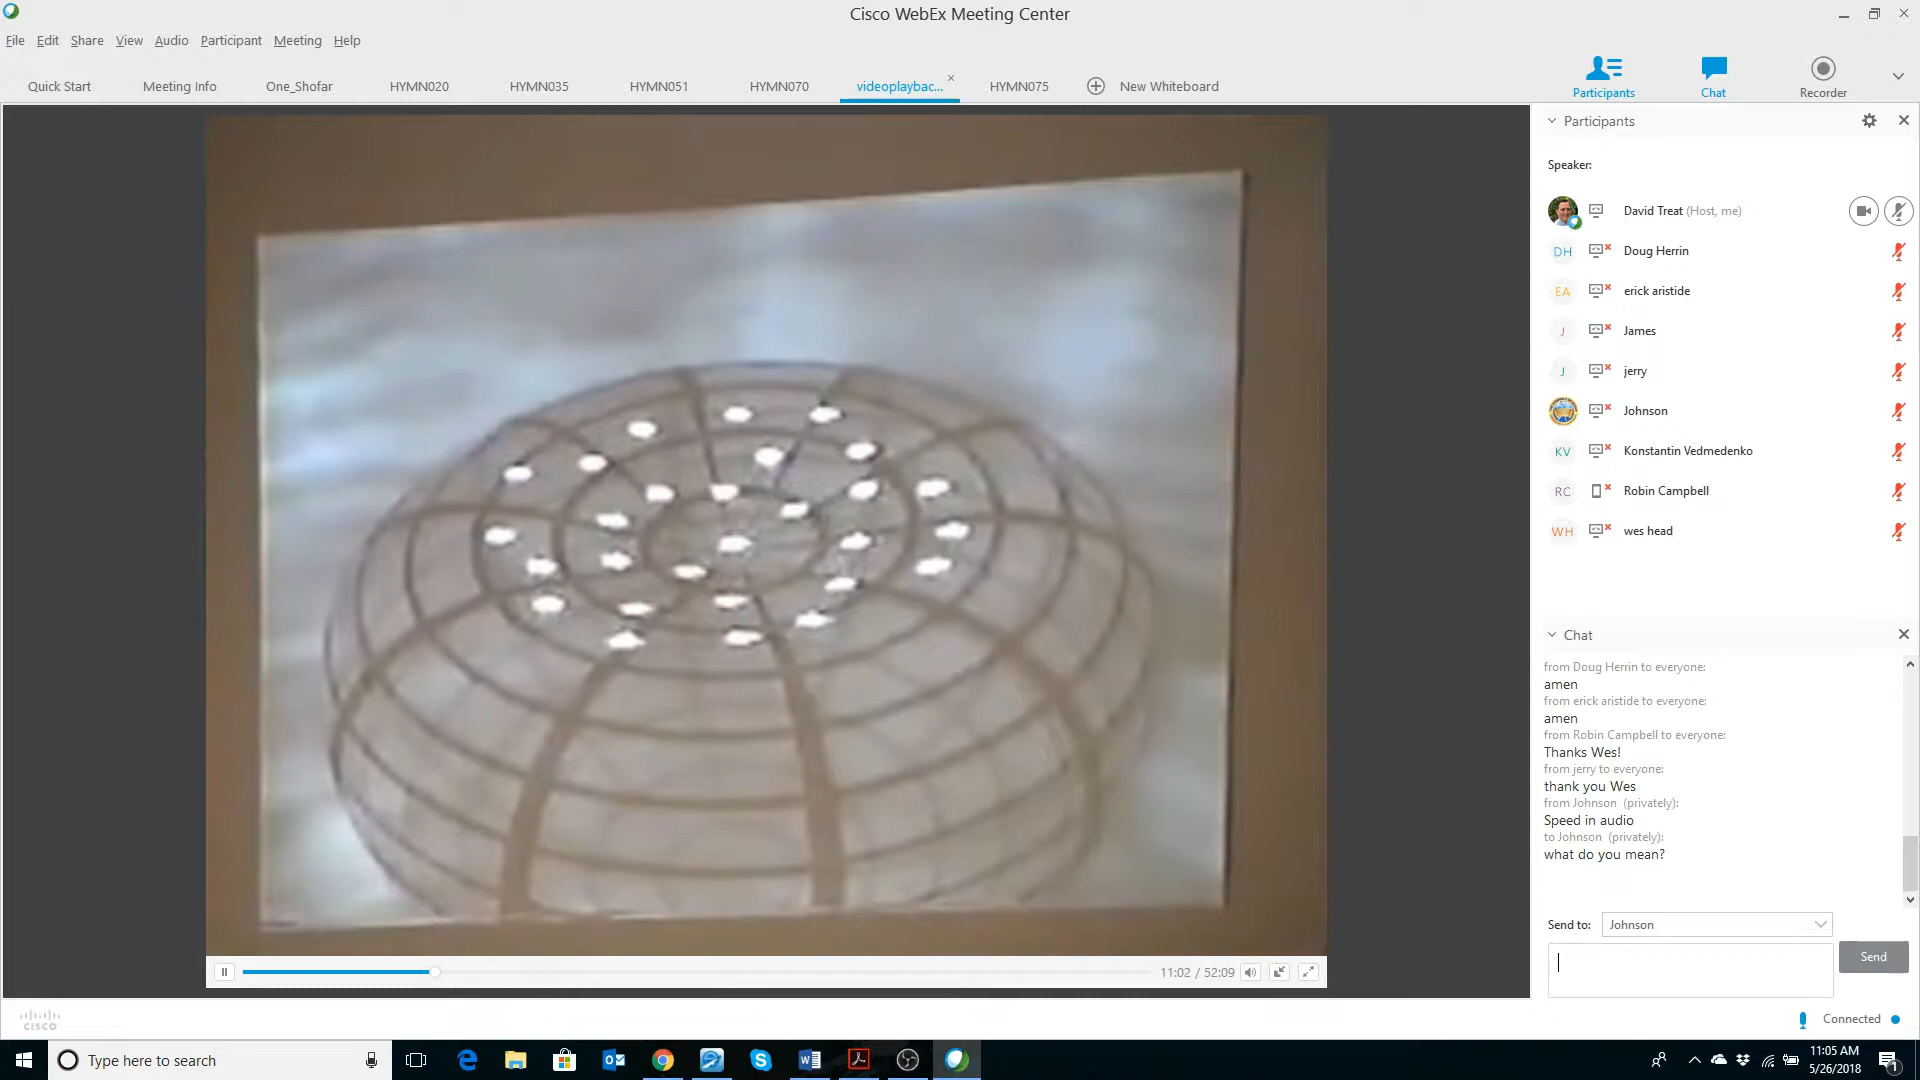 Cisco WebEx Meeting Center
File Edit Share View Audio Participant Meeting Help
Quick Start Meeting Info One_Shofar HYMN020 HYMN035 HYMN051 HYMN070 videoplaybac... HYMN075 New Whiteboard
Participants Chat Recorder
Participants
Speaker:
David Treat (Host, me)
DH Doug Herrin
EA erick aristide
J James
J jerry
Johnson
KV Konstantin Vedmedenko
RC Robin Campbell
WH wes head
Chat
from Doug Herrin to everyone:
amen
from erick aristide to everyone:
amen
from Robin Campbell to everyone:
Thanks Wes!
from jerry to everyone:
thank you Wes
from Johnson (privately):
Speed in audio
to Johnson (privately):
what do you mean?
Send to: Johnson
Send
11:02 / 52:09
cisco
Connected
Type here to search
11:05 AM
5/26/2018
1